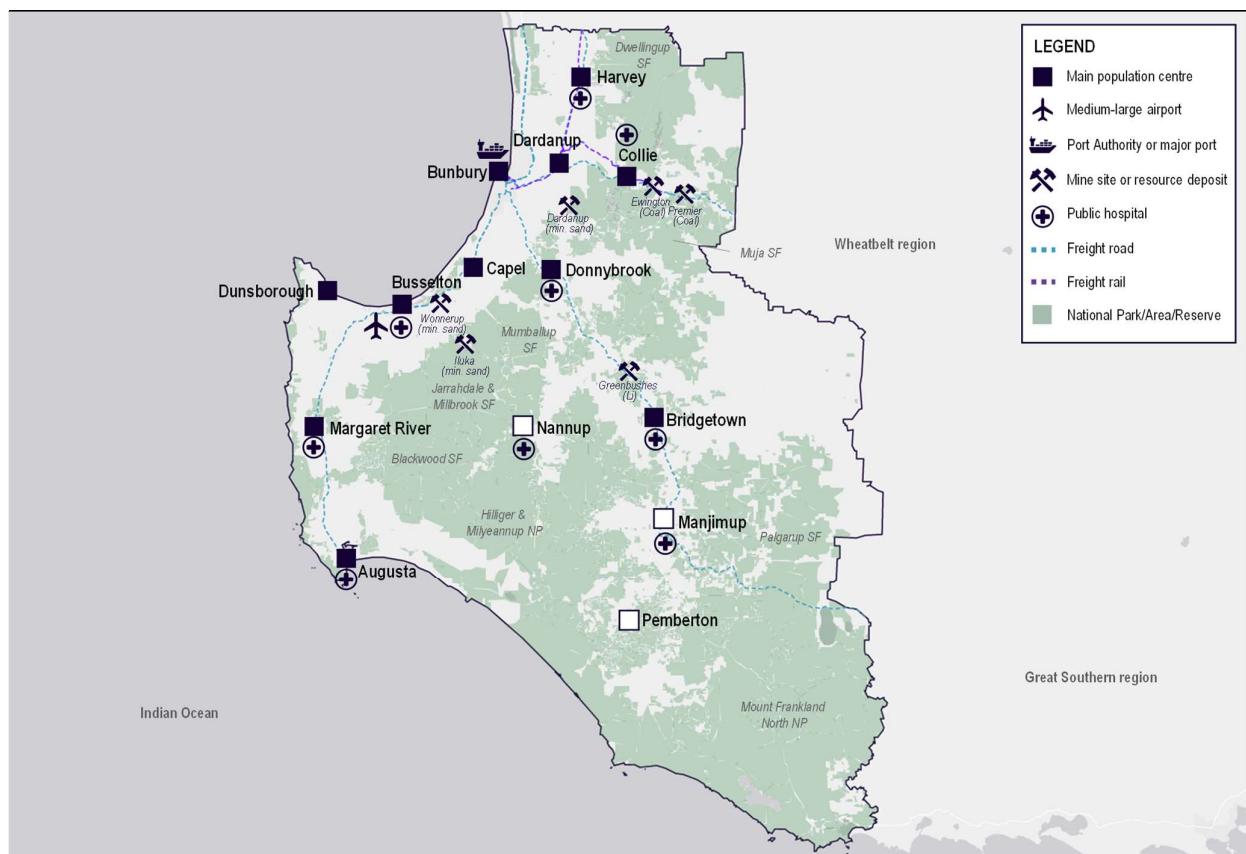 Dwellingup
SF
Harvey
Dardanup
Collie
Bunbury
Ewington
(Coal)
Premier
(Coal)
Dardanup
(min. sand)
Muja SF
Wheatbelt region
Capel
Donnybrook
Busselton
Dunsborough
Wonnerup
(min. sand)
Mumballup
SF
Iluka
(min. sand)
Greenbushes
(Li)
Jarrahdale &
Millbrook SF
Margaret River
Nannup
Bridgetown
Blackwood SF
Hilliger &
Milyeannup NP
Manjimup
Palgarup SF
Augusta
Pemberton
Great Southern region
Indian Ocean
Mount Frankland
North NP
LEGEND
Main population centre
Medium-large airport
Port Authority or major port
Mine site or resource deposit
Public hospital
Freight road
Freight rail
National Park/Area/Reserve